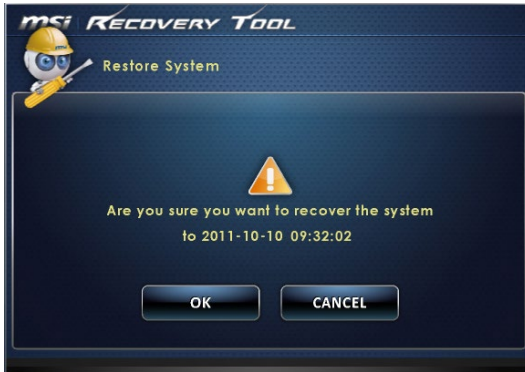 msi RECOVERY TOOL
Restore System
Are you sure you want to recover the system
to 2011-10-10 09:32:02
OK
CANCEL